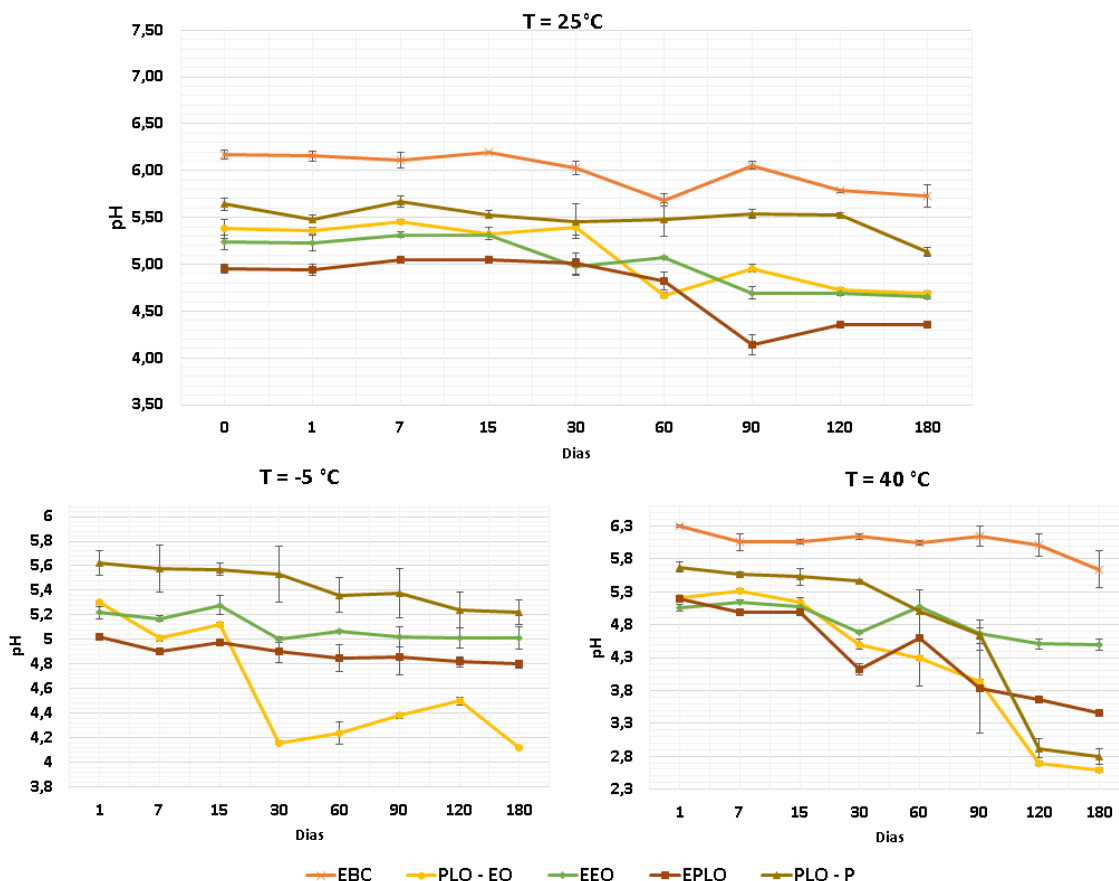 T = 25°C
7,50
7,00
6,50
6,00
5,50
5,00
4,50
4,00
3,50
pH
0 1 7 15 30 60 90 120 180
Dias
T = -5 °C
6
5,8
5,6
5,4
5,2
5
4,8
4,6
4,4
4,2
4
3,8
pH
1 7 15 30 60 90 120 180
Dias
T = 40 °C
6,3
5,8
5,3
4,8
4,3
3,8
3,3
2,8
2,3
pH
1 7 15 30 60 90 120 180
Dias
EBC PLO - EO EEO EPLO PLO - P